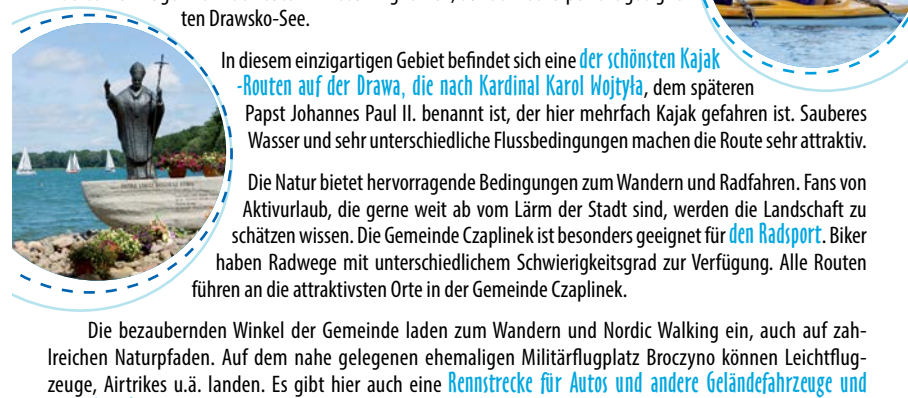 ten Drawsko-See.
In diesem einzigartigen Gebiet befindet sich eine der schönsten Kajak
-Routen auf der Drawa, die nach Kardinal Karol Wojtyła, dem späteren
Papst Johannes Paul II. benannt ist, der hier mehrfach Kajak gefahren ist. Sauberes
Wasser und sehr unterschiedliche Flussbedingungen machen die Route sehr attraktiv.
Die Natur bietet hervorragende Bedingungen zum Wandern und Radfahren. Fans von
Aktivurlaub, die gerne weit ab vom Lärm der Stadt sind, werden die Landschaft zu
schätzen wissen. Die Gemeinde Czaplinek ist besonders geeignet für den Radsport. Biker
haben Radwege mit unterschiedlichem Schwierigkeitsgrad zur Verfügung. Alle Routen
führen an die attraktivsten Orte in der Gemeinde Czaplinek.
Die bezaubernden Winkel der Gemeinde laden zum Wandern und Nordic Walking ein, auch auf zah-
lreichen Naturpfaden. Auf dem nahe gelegenen ehemaligen Militärflugplatz Broczyno können Leichtflug-
zeuge, Airtrikes u.ä. landen. Es gibt hier auch eine Rennstrecke für Autos und andere Geländefahrzeuge und